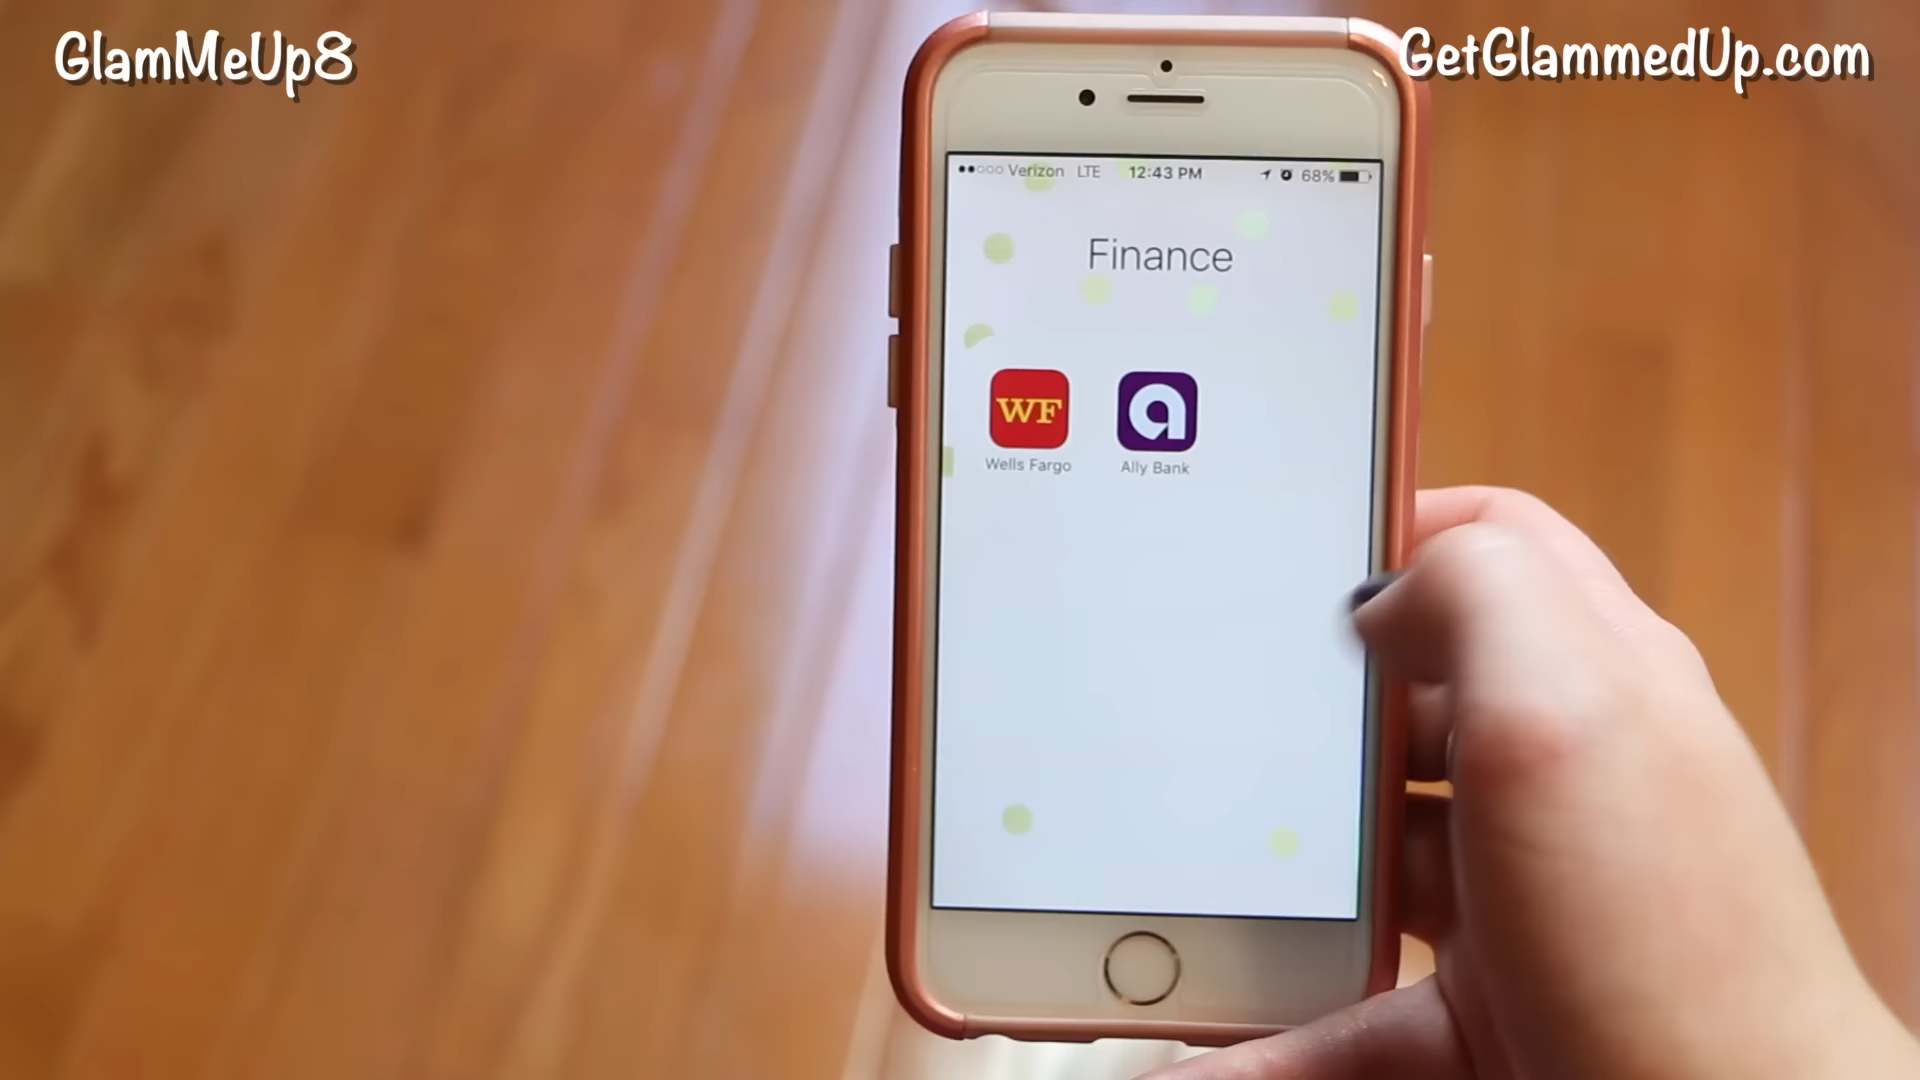 GlamMeUp8
GetGlammedUp.com
Verizon LTE 12:43 PM 68%
Finance
WF
a
Wells Fargo
Ally Bank